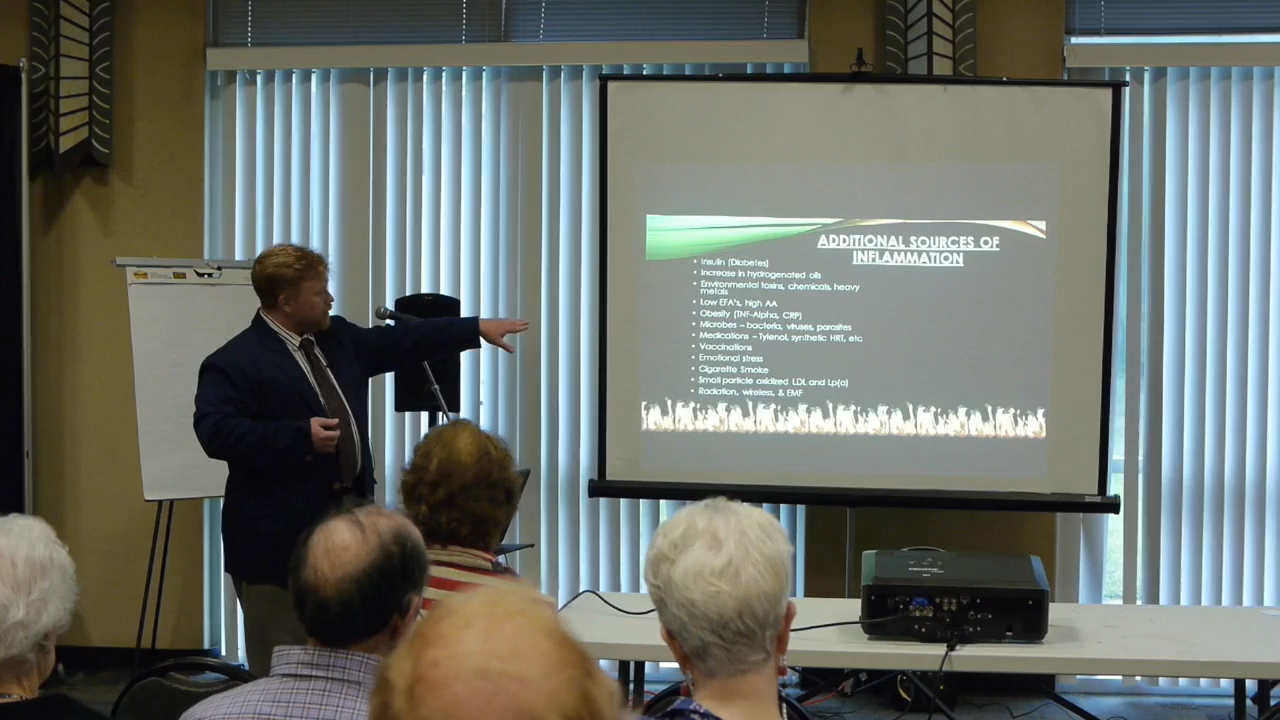 ADDITIONAL SOURCES OF
INFLAMMATION
• Insulin (Diabetes)
• Increase in hydrogenated oils
• Environmental toxins, chemicals, heavy
metals
• Low EFA's, high AA
• Obesity (TNF-Alpha, CRP)
• Microbes – bacteria, viruses, parasites
• Medications – Tylenol, synthetic HRT, etc
• Vaccinations
• Emotional stress
• Cigarette Smoke
• Small particle oxidized LDL and Lp(a)
• Radiation, wireless, & EMF